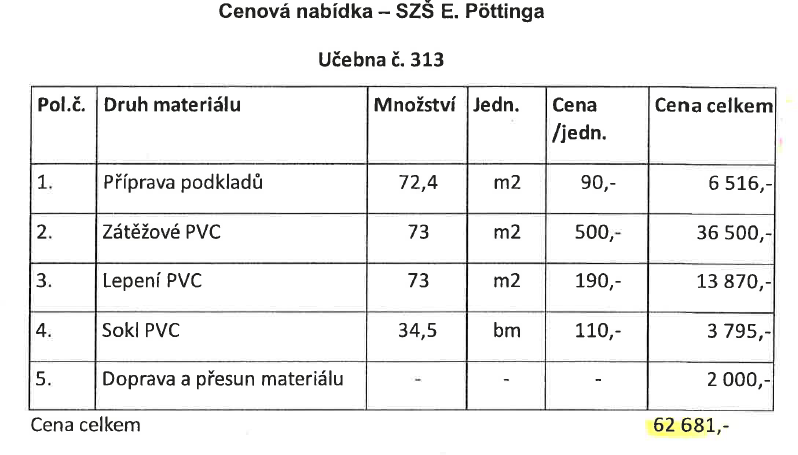 Cenová nabídka – SZŠ E. Pöttinga
Učebna č. 313
Pol.č. Druh materiálu Množství Jedn. Cena /jedn. Cena celkem
1. Příprava podkladů 72,4 m2 90,- 6 516,-
2. Zátěžové PVC 73 m2 500,- 36 500,-
3. Lepení PVC 73 m2 190,- 13 870,-
4. Sokl PVC 34,5 bm 110,- 3 795,-
5. Doprava a přesun materiálu - - - 2 000,-
Cena celkem 62 681,-